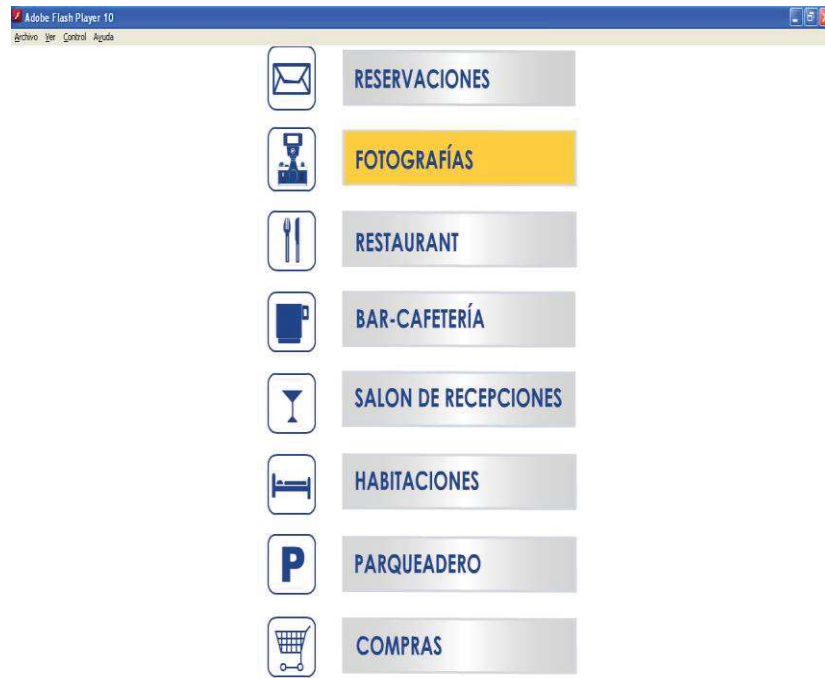 Adobe Flash Player 10
Archivo Ver Control Ayuda
RESERVACIONES
FOTOGRAFÍAS
RESTAURANT
BAR-CAFETERÍA
SALON DE RECEPCIONES
HABITACIONES
P PARQUEADERO
COMPRAS